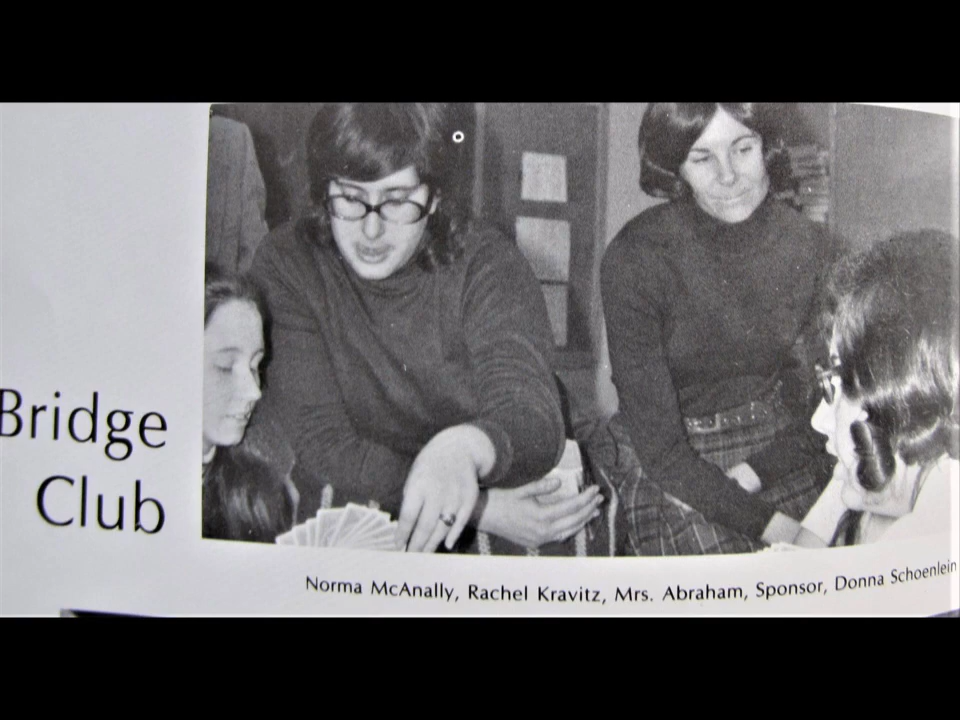 Bridge
Club
Norma McAnally, Rachel Kravitz, Mrs. Abraham, Sponsor, Donna Schoenlein